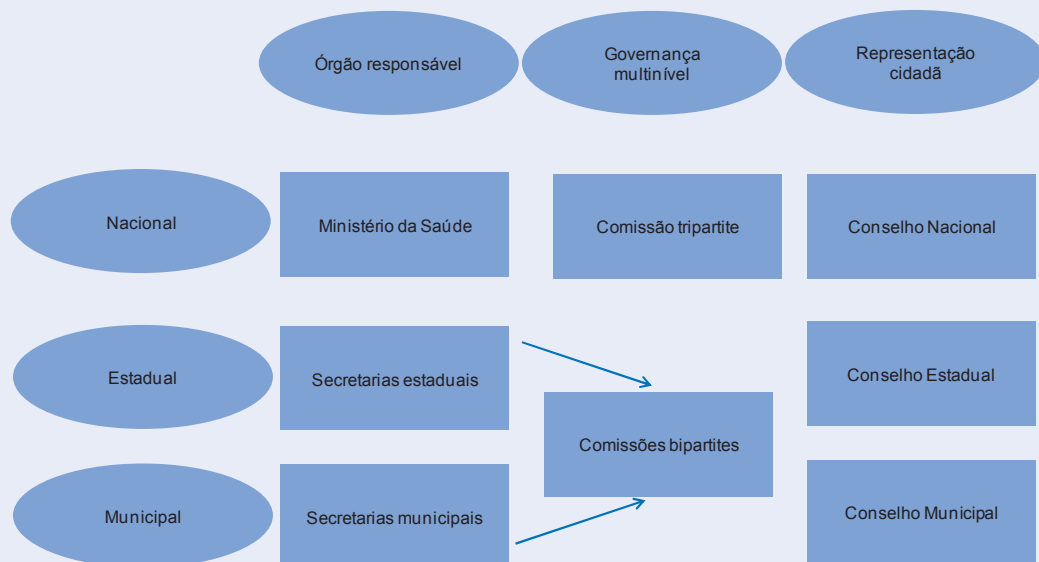 Órgão responsável
Governança
multinível
Representação
cidadã
Nacional
Ministério da Saúde
Comissão tripartite
Conselho Nacional
Estadual
Secretarias estaduais
Conselho Estadual
Comissões bipartites
Municipal
Secretarias municipais
Conselho Municipal